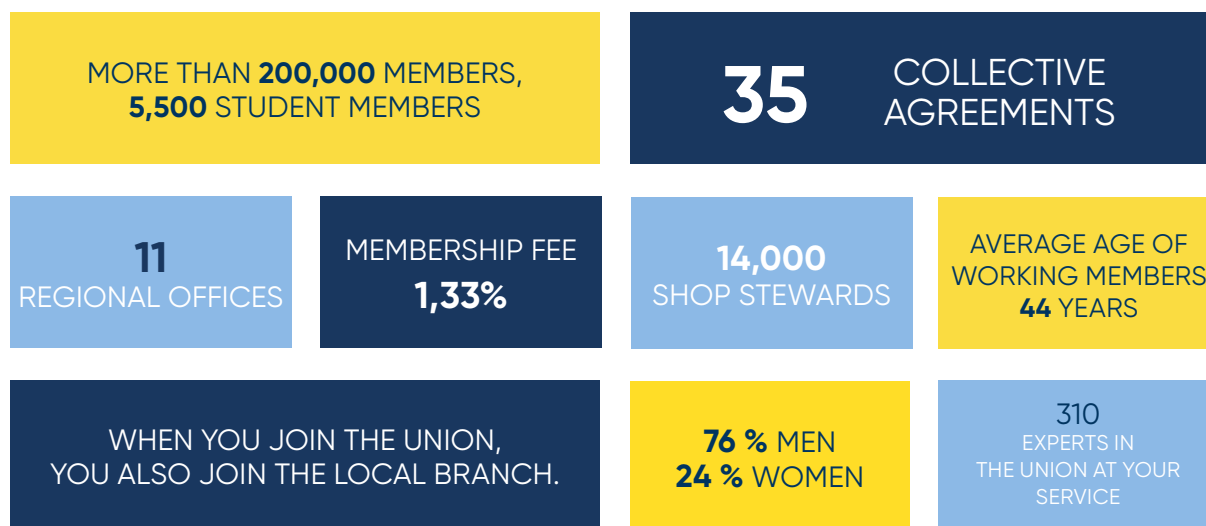 MORE THAN 200,000 MEMBERS,
5,500 STUDENT MEMBERS
35
COLLECTIVE
AGREEMENTS
11
REGIONAL OFFICES
MEMBERSHIP FEE
1,33%
14,000
SHOP STEWARDS
AVERAGE AGE OF
WORKING MEMBERS
44 YEARS
WHEN YOU JOIN THE UNION,
YOU ALSO JOIN THE LOCAL BRANCH.
76 % MEN
24 % WOMEN
310
EXPERTS IN
THE UNION AT YOUR
SERVICE